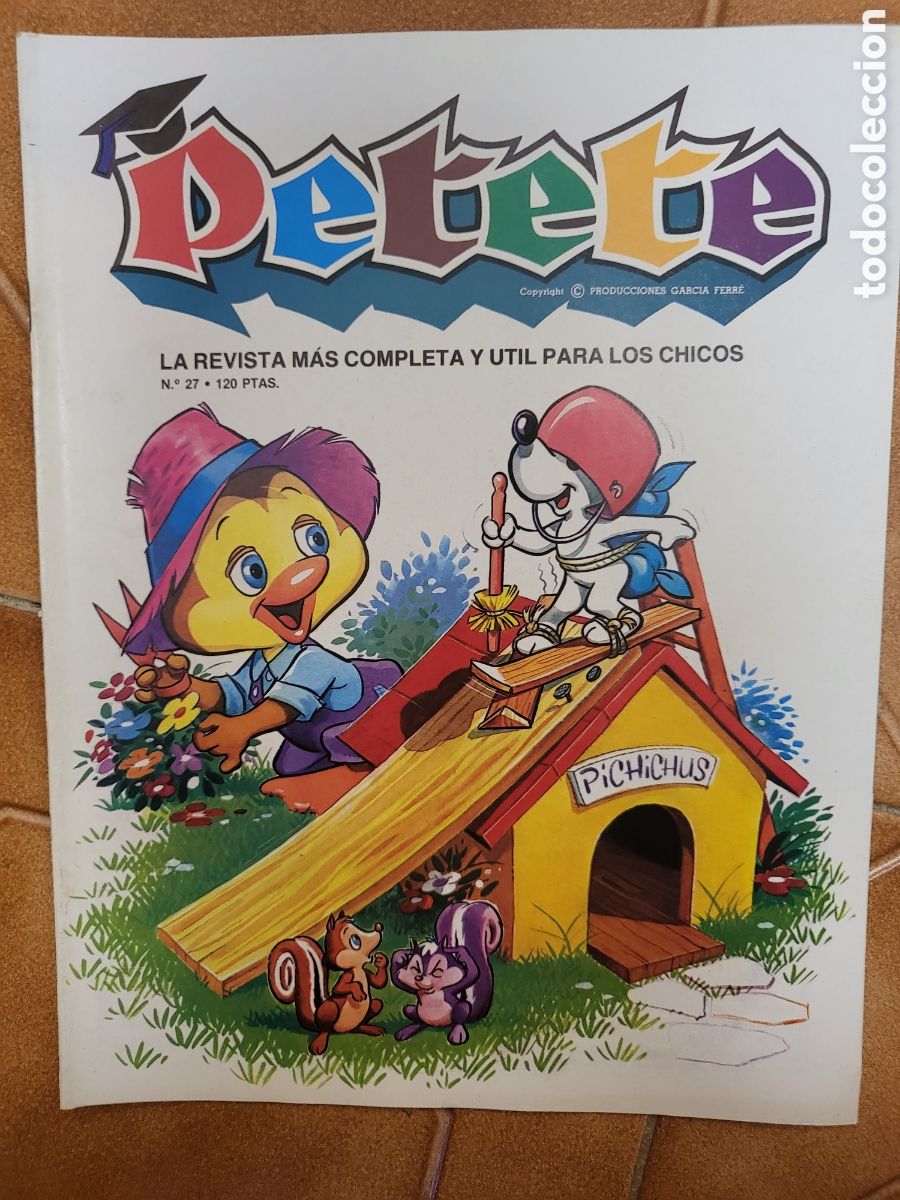 Petete
Copyright © PRODUCCIONES GARCIA FERRÉ
LA REVISTA MÁS COMPLETA Y UTIL PARA LOS CHICOS
N.º 27 • 120 PTAS.
PiCHiCHUS
todocoleccion